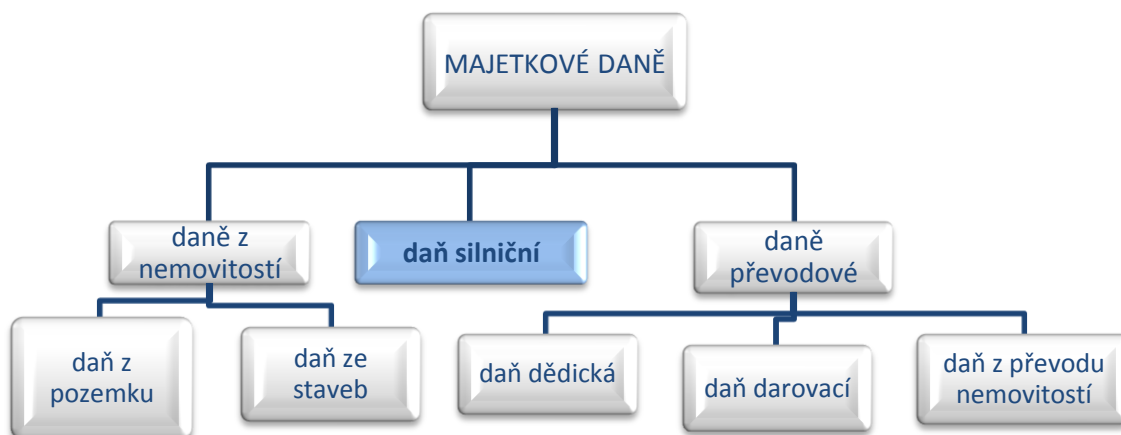 MAJETKOVÉ DANĚ
daně z
nemovitostí
daň silniční
daně
převodové
daň z
pozemku
daň ze
staveb
daň dědická
daň darovací
daň z převodu
nemovitostí